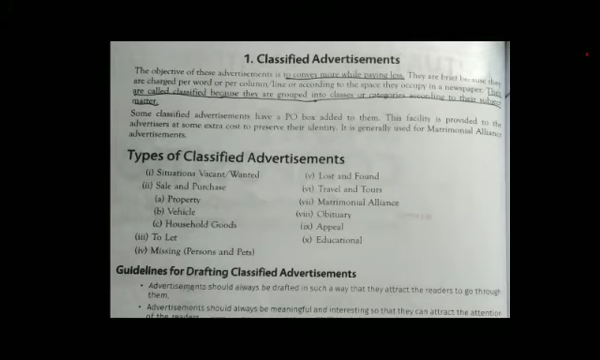 1. Classified Advertisements
The objective of these advertisements is to convey more while paying less. They are brief because they
are charged per word or per column/line or according to the space they occupy in a newspaper. They
are called classified because they are grouped into classes or categories according to their subject
matter.
Some classified advertisements have a PO box added to them. This facility is provided to the
advertisers at some extra cost to preserve their identity. It is generally used for Matrimonial Alliance
advertisements.
Types of Classified Advertisements
(i) Situations Vacant/Wanted
(ii) Sale and Purchase
(a) Property
(b) Vehicle
(c) Household Goods
(iii) To Let
(iv) Missing (Persons and Pets)
(v) Lost and Found
(vi) Travel and Tours
(vii) Matrimonial Alliance
(viii) Obituary
(ix) Appeal
(x) Educational
Guidelines for Drafting Classified Advertisements
• Advertisements should always be drafted in such a way that they attract the readers to go through
them.
• Advertisements should always be meaningful and interesting so that they can attract the attention
of the readers